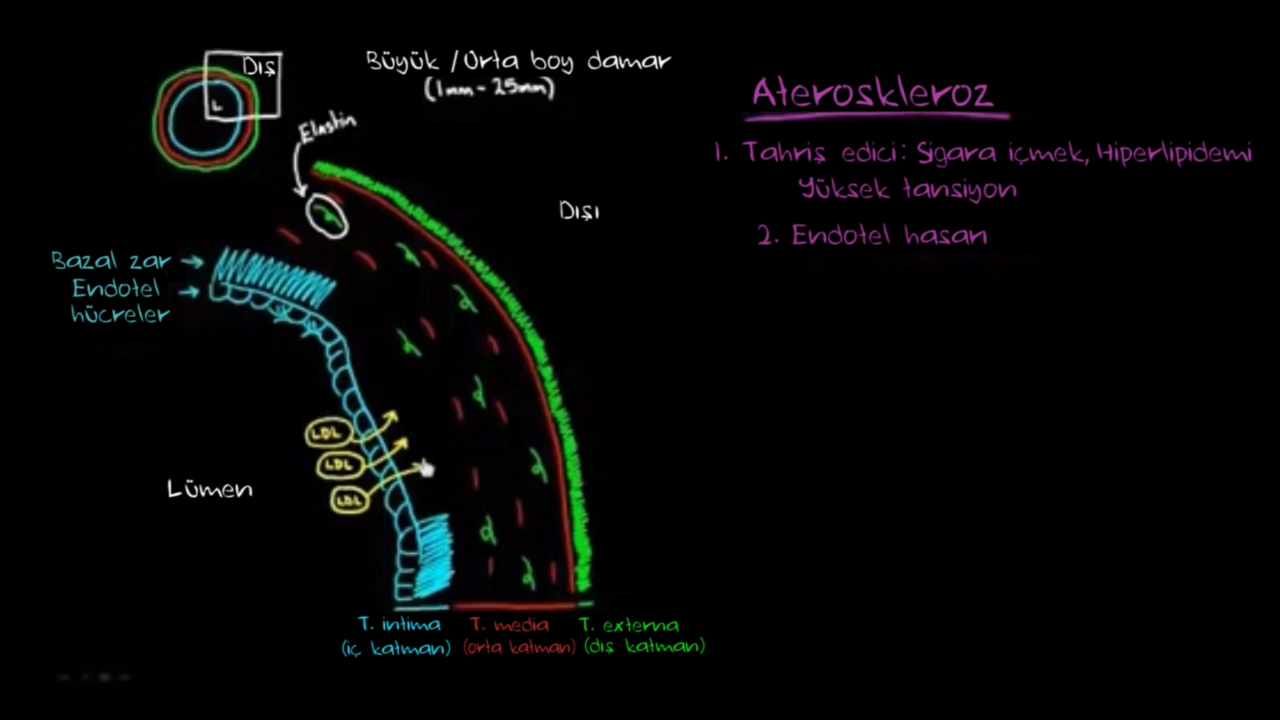 Büyük / Orta boy damar
(1mm - 25mm)
Dış
L
Elastin
Ateroskleroz
1. Tahriş edici: Sigara içmek, Hiperlipidemi
Yüksek tansiyon
2. Endotel hasarı
Dışı
Bazal zar
Endotel
hücreler
LDL
LDL
LDL
Lümen
T. intima
(iç katman)
T. media
(orta katman)
T. externa
(dış katman)